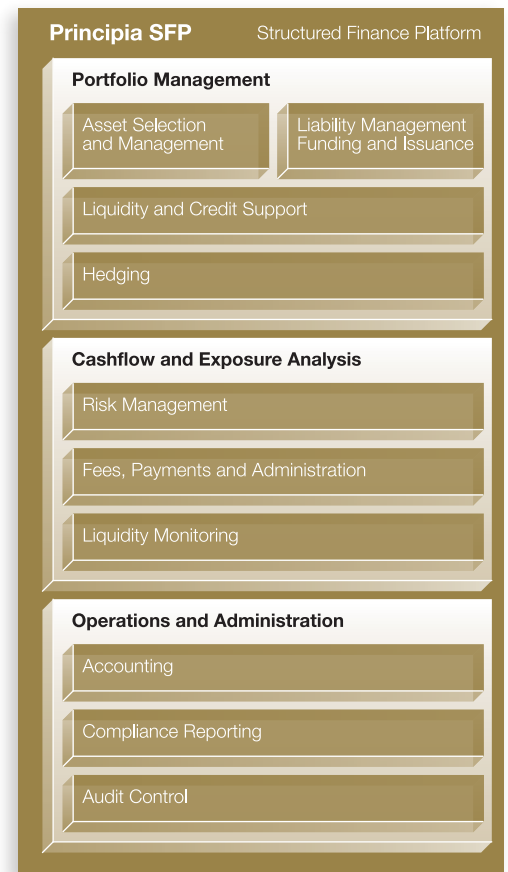 Principia SFP Structured Finance Platform
Portfolio Management
Asset Selection
and Management
Liability Management
Funding and Issuance
Liquidity and Credit Support
Hedging
Cashflow and Exposure Analysis
Risk Management
Fees, Payments and Administration
Liquidity Monitoring
Operations and Administration
Accounting
Compliance Reporting
Audit Control